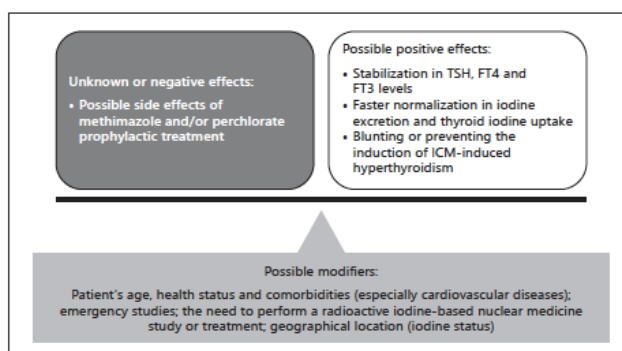 Unknown or negative effects:
• Possible side effects of
methimazole and/or perchlorate
prophylactic treatment
Possible positive effects:
• Stabilization in TSH, FT4 and
FT3 levels
• Faster normalization in iodine
excretion and thyroid iodine uptake
• Blunting or preventing the
induction of ICM-induced
hyperthyroidism
Possible modifiers:
Patient's age, health status and comorbidities (especially cardiovascular diseases);
emergency studies; the need to perform a radioactive iodine-based nuclear medicine
study or treatment; geographical location (iodine status)